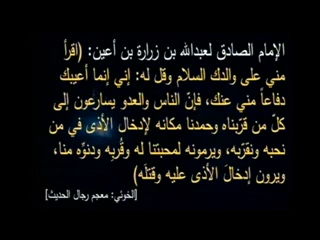 الإمام الصادق لعبدالله بن زرارة بن أعين: (اقرأ
مني على والدك السلام وقل له: إني إنما أعيبك
دفاعاً مني عنك، فإنّ الناس والعدو يسارعون إلى
كلّ من قرّبناه وحمدنا مكانه لإدخال الأذى في من
نحبه ونقرّبه، ويرمونه لمحبتنا له وقُربِه ودنوِّه منا،
ويرون إدخالَ الأذى عليه وقتلَه)
[الخوئي: معجم رجال الحديث]